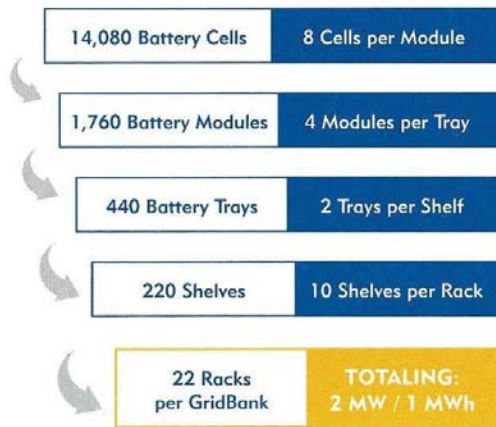 14,080 Battery Cells 8 Cells per Module
1,760 Battery Modules 4 Modules per Tray
440 Battery Trays 2 Trays per Shelf
220 Shelves 10 Shelves per Rack
22 Racks TOTALING:
per GridBank 2 MW / 1 MWh